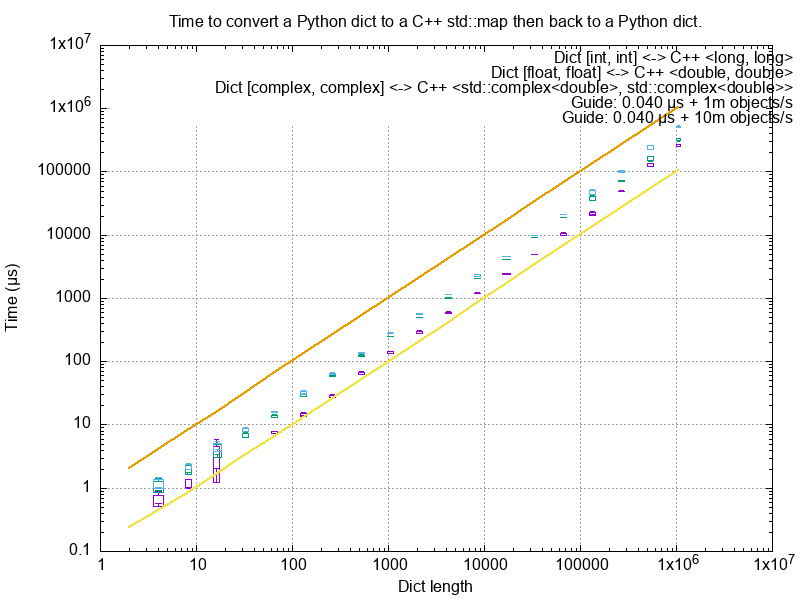 Time to convert a Python dict to a C++ std::map then back to a Python dict.
1x10^7
Dict [int, int] <-> C++ <long, long>
Dict [float, float] <-> C++ <double, double>
Dict [complex, complex] <-> C++ <std::complex<double>, std::complex<double>>
Guide: 0.040 µs + 1m objects/s
Guide: 0.040 µs + 10m objects/s
1x10^6
100000
10000
1000
100
10
1
0.1
Time (µs)
1 10 100 1000 10000 100000 1x10^6 1x10^7
Dict length